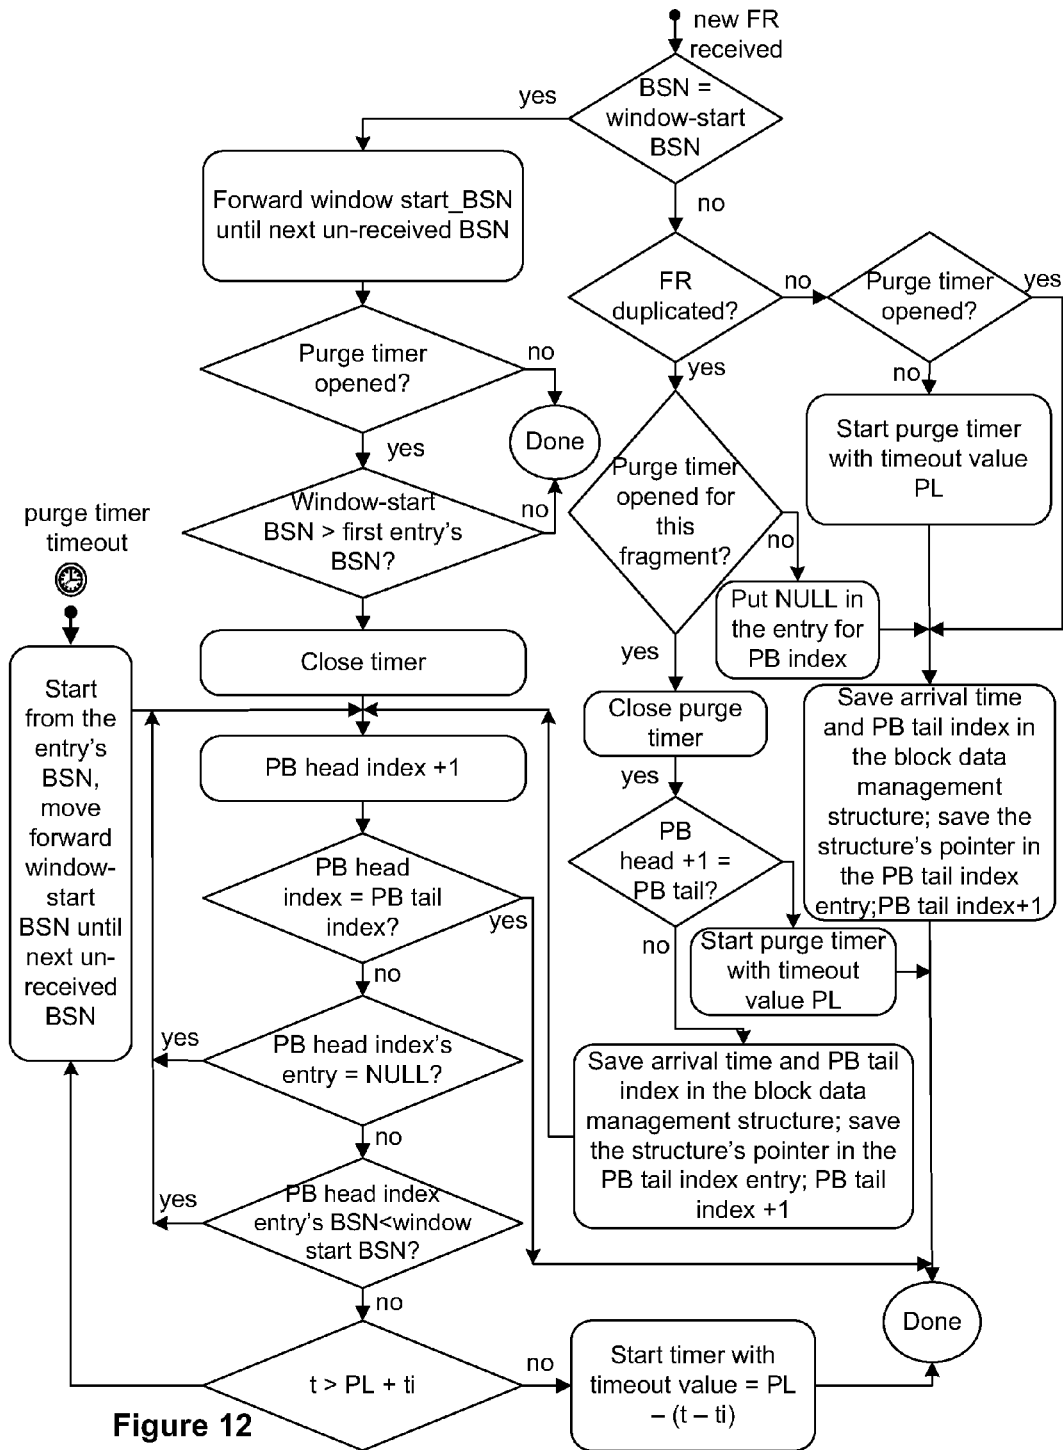 new FR
received
BSN =
window-start
BSN
yes
no
Forward window start_BSN
until next un-received BSN
FR
duplicated?
no
Purge timer
opened?
yes
Purge timer
opened?
no
yes
no
Done
Start purge timer
with timeout value
PL
yes
Window-start
BSN > first entry's
BSN?
no
Purge timer
opened for
this
fragment?
no
purge timer
timeout
Put NULL in
the entry for
PB index
Close timer
yes
Start
from the
entry's
BSN,
move
forward
window-
start
BSN until
next un-
received
BSN
Close purge
timer
Save arrival time
and PB tail index in
the block data
management
structure; save the
structure's pointer in
the PB tail index
entry;PB tail index+1
PB head index +1
yes
PB
head +1 =
PB tail?
PB head
index = PB tail
index?
yes
no
Start purge timer
with timeout
value PL
no
PB head index's
entry = NULL?
yes
Save arrival time and PB tail
index in the block data
management structure; save
the structure's pointer in the
PB tail index entry; PB tail
index +1
no
PB head index
entry's BSN<window
start BSN?
yes
no
Done
t > PL + ti
no
Start timer with
timeout value = PL
– (t – ti)
Figure 12